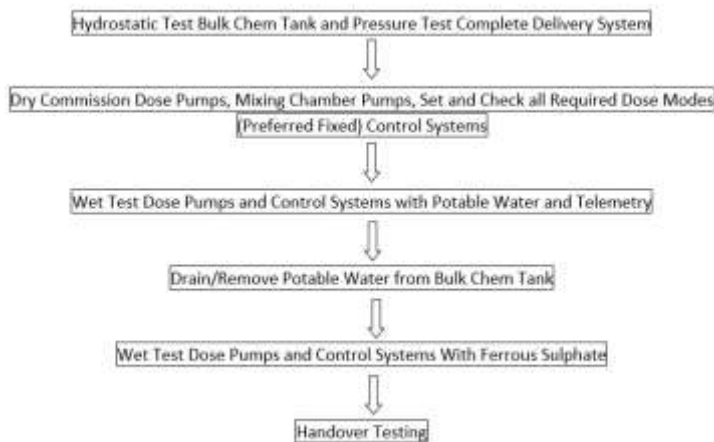 Hydrostatic Test Bulk Chem Tank and Pressure Test Complete Delivery System
Dry Commission Dose Pumps, Mixing Chamber Pumps, Set and Check all Required Dose Modes
(Preferred Fixed) Control Systems
Wet Test Dose Pumps and Control Systems with Potable Water and Telemetry
Drain/Remove Potable Water from Bulk Chem Tank
Wet Test Dose Pumps and Control Systems With Ferrous Sulphate
Handover Testing